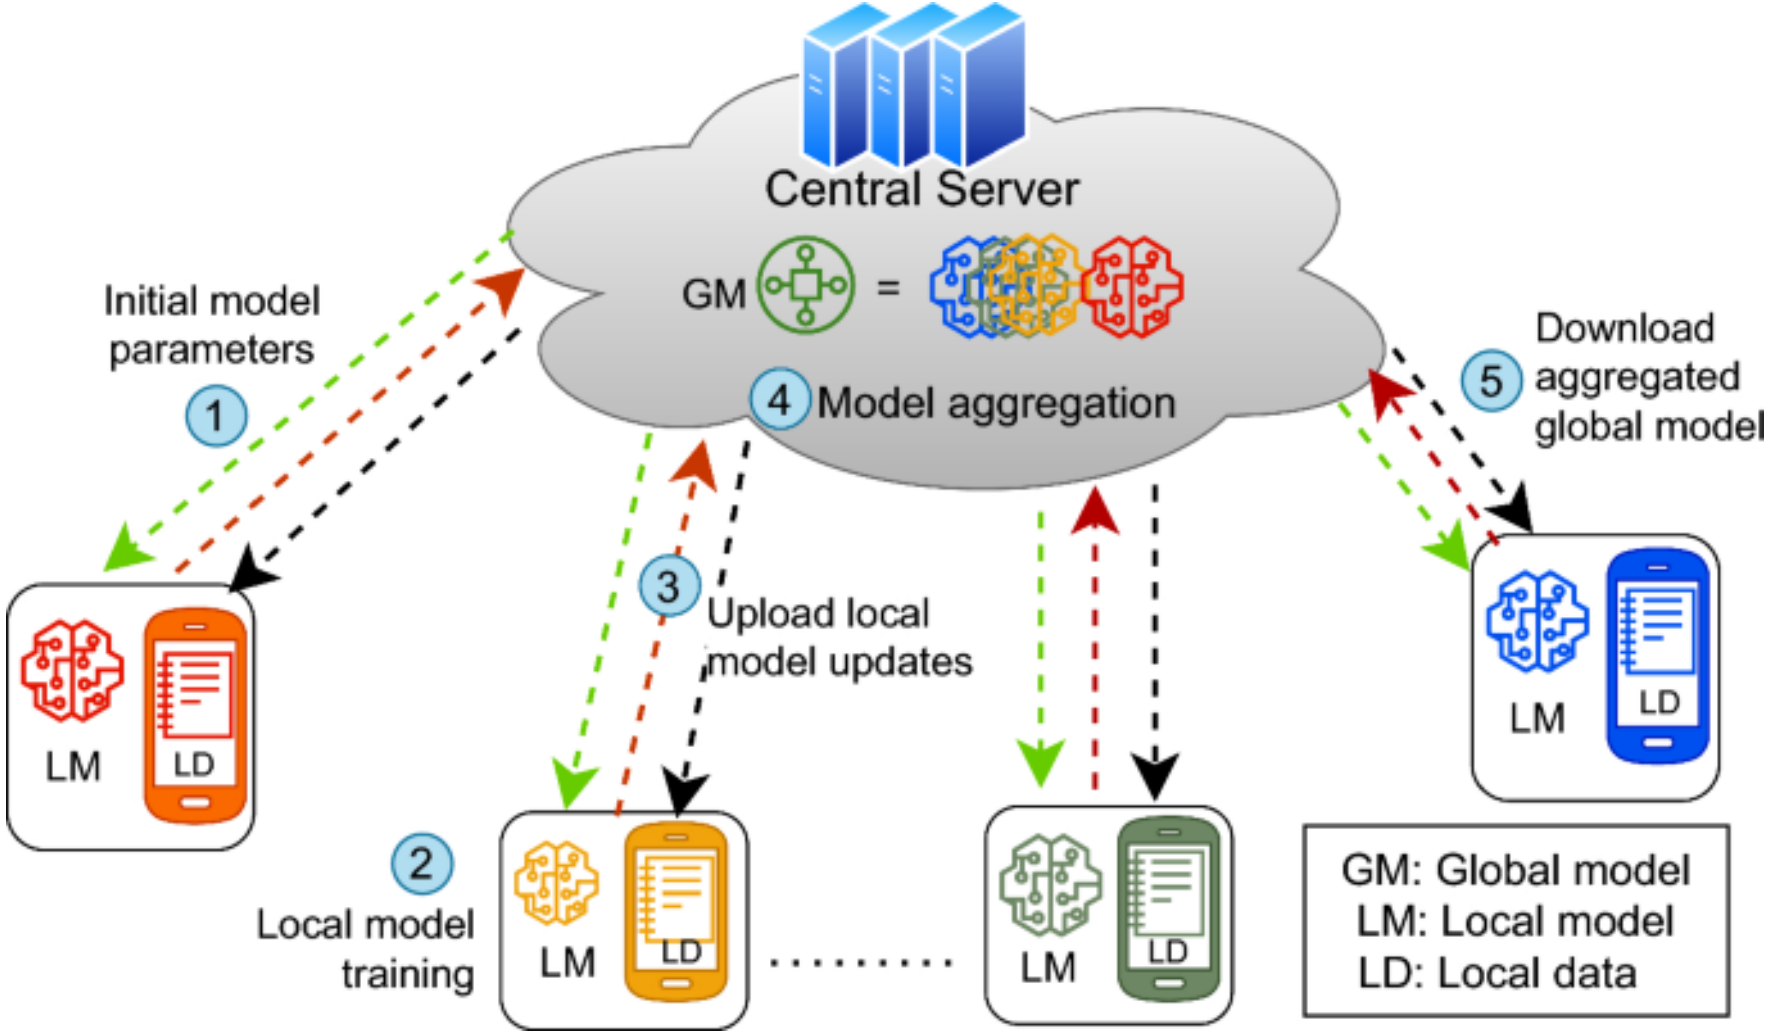 Central Server
GM =
Initial model
parameters
1
4 Model aggregation
5
Download
aggregated
global model
3
Upload local
model updates
LM
LD
2
Local model
training
LM
LD
.........
LM
LD
LM
LD
GM: Global model
LM: Local model
LD: Local data